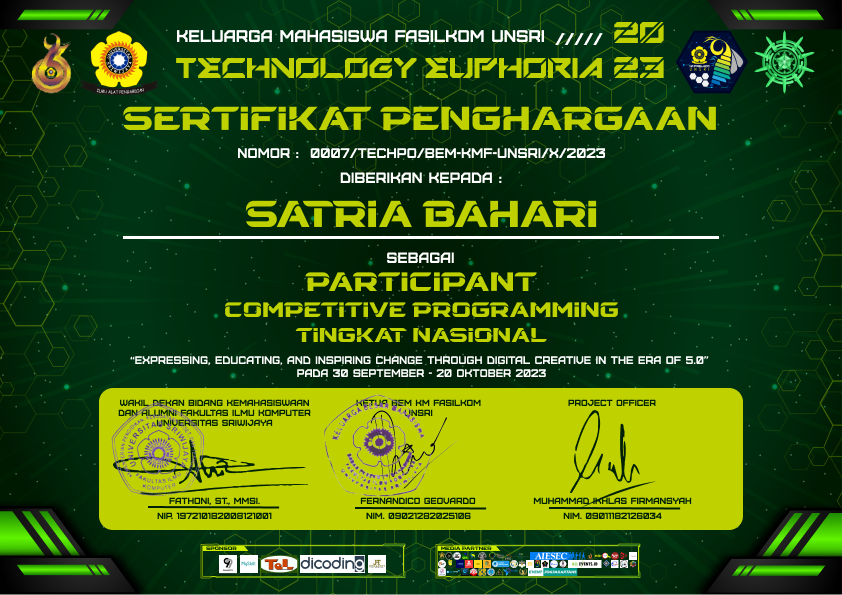 KELUARGA MAHASISWA FASILKOM UNSRI ///// 20
TECHNOLOGY EUPHORIA 23
ILMU ALAT PENGABDIAN
SERTIFIKAT PENGHARGAAN
NOMOR : 0007/TECHPO/BEM-KMF-UNSRI/X/2023
DIBERIKAN KEPADA :
SATRIA BAHARI
SEBAGAI
PARTICIPANT
COMPETITIVE PROGRAMMING
TINGKAT NASIONAL
“EXPRESSING, EDUCATING, AND INSPIRING CHANGE THROUGH DIGITAL CREATIVE IN THE ERA OF 5.0”
PADA 30 SEPTEMBER - 20 OKTOBER 2023
WAKIL DEKAN BIDANG KEMAHASISWAAN
DAN ALUMNI FAKULTAS ILMU KOMPUTER
UNIVERSITAS SRIWIJAYA
FATHONI, ST., MMSI.
NIP. 197210182008121001
KETUA BEM KM FASILKOM
UNSRI
FERNANDICO GEOVARDO
NIM. 09021282025106
PROJECT OFFICER
MUHAMMAD IKHLAS FIRMANSYAH
NIM. 09011182126034
SPONSOR
dicoding
MEDIA PARTNER
AIESEC